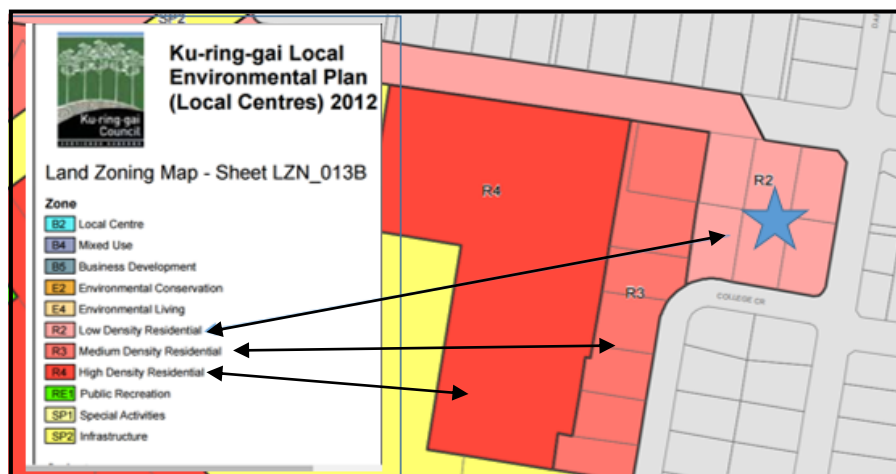 SP2
Ku-ring-gai Local
Environmental Plan
(Local Centres) 2012
Ku-ring-gai
Council
Land Zoning Map - Sheet LZN_013B
Zone
B2 Local Centre
B4 Mixed Use
B5 Business Development
E2 Environmental Conservation
E4 Environmental Living
R2 Low Density Residential
R3 Medium Density Residential
R4 High Density Residential
RE1 Public Recreation
SP1 Special Activities
SP2 Infrastructure
R4
R3
R2
COLLEGE CR